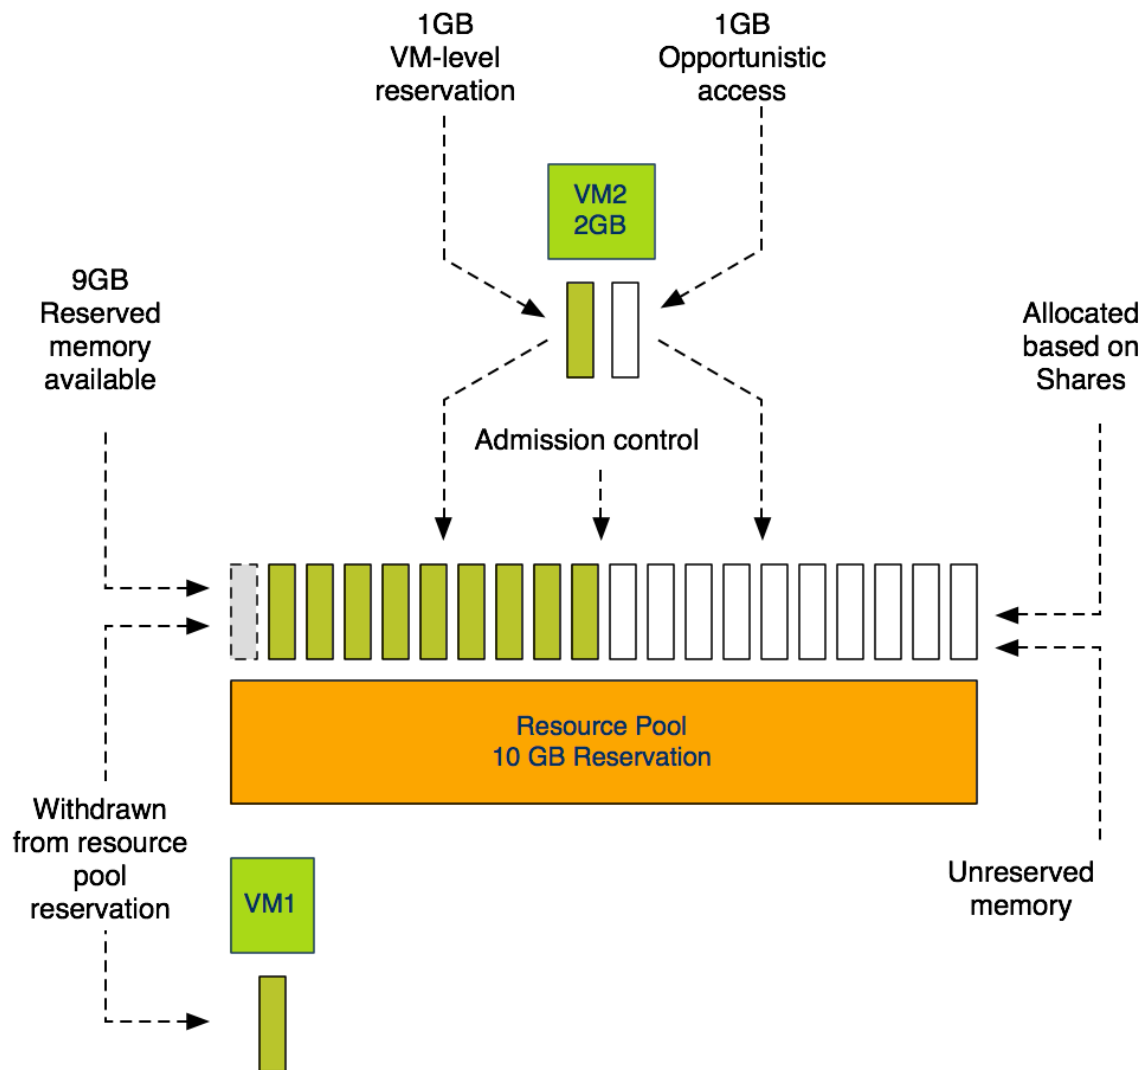 1GB
VM-level
reservation
1GB
Opportunistic
access
VM2
2GB
9GB
Reserved
memory
available
Allocated
based on
Shares
Admission control
Resource Pool
10 GB Reservation
Withdrawn
from resource
pool
reservation
VM1
Unreserved
memory